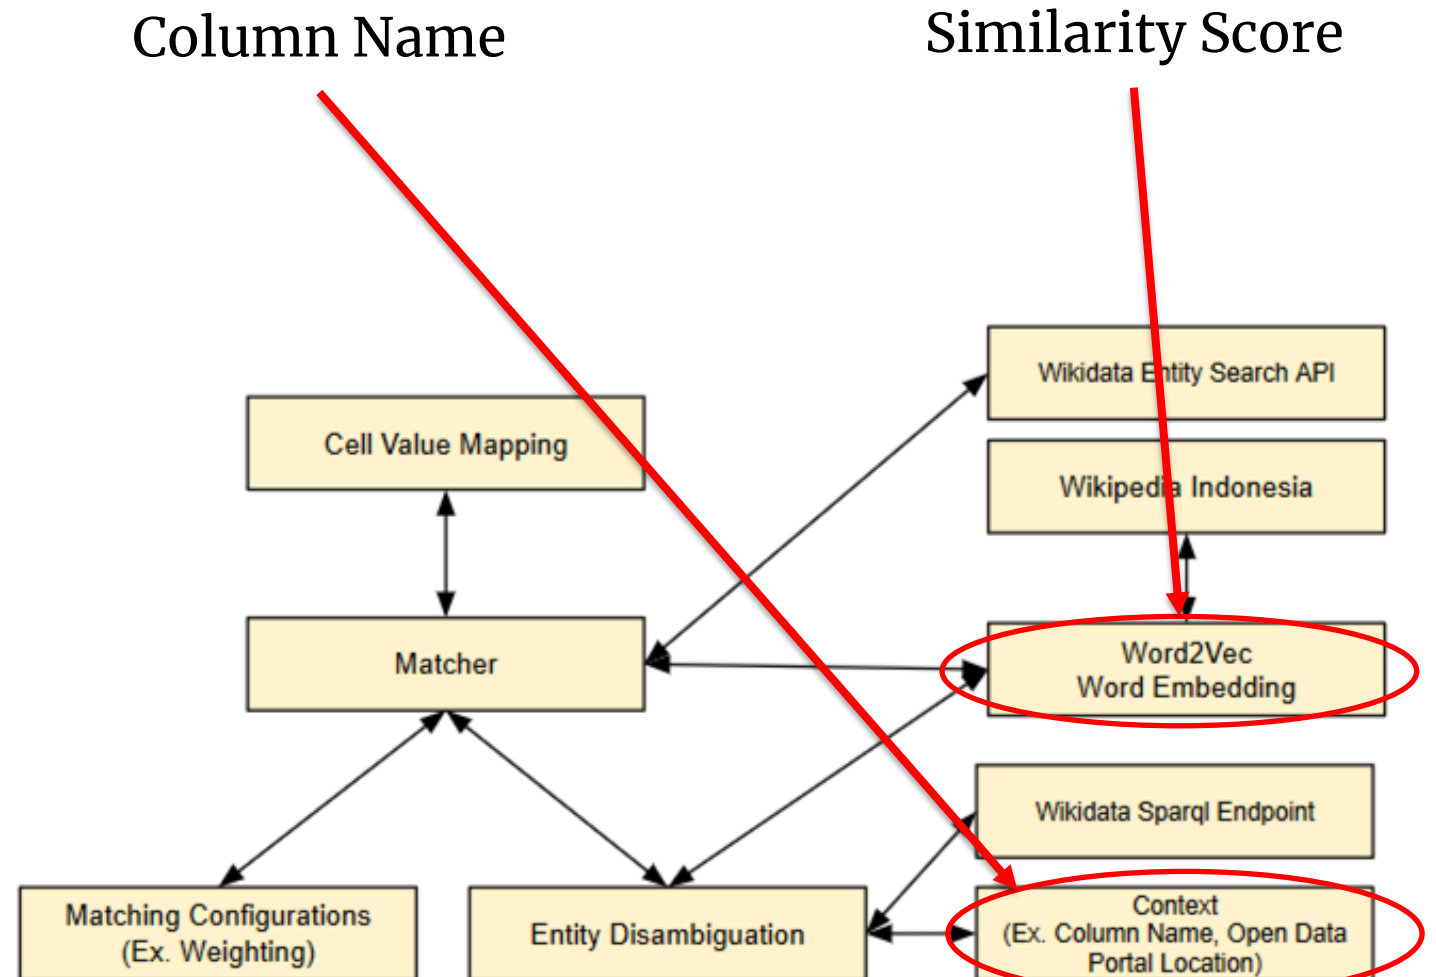 Column Name
Similarity Score
Wikidata Entity Search API
Cell Value Mapping
Wikipedia Indonesia
Matcher
Word2Vec
Word Embedding
Wikidata Sparql Endpoint
Matching Configurations
(Ex. Weighting)
Entity Disambiguation
Context
(Ex. Column Name, Open Data
Portal Location)